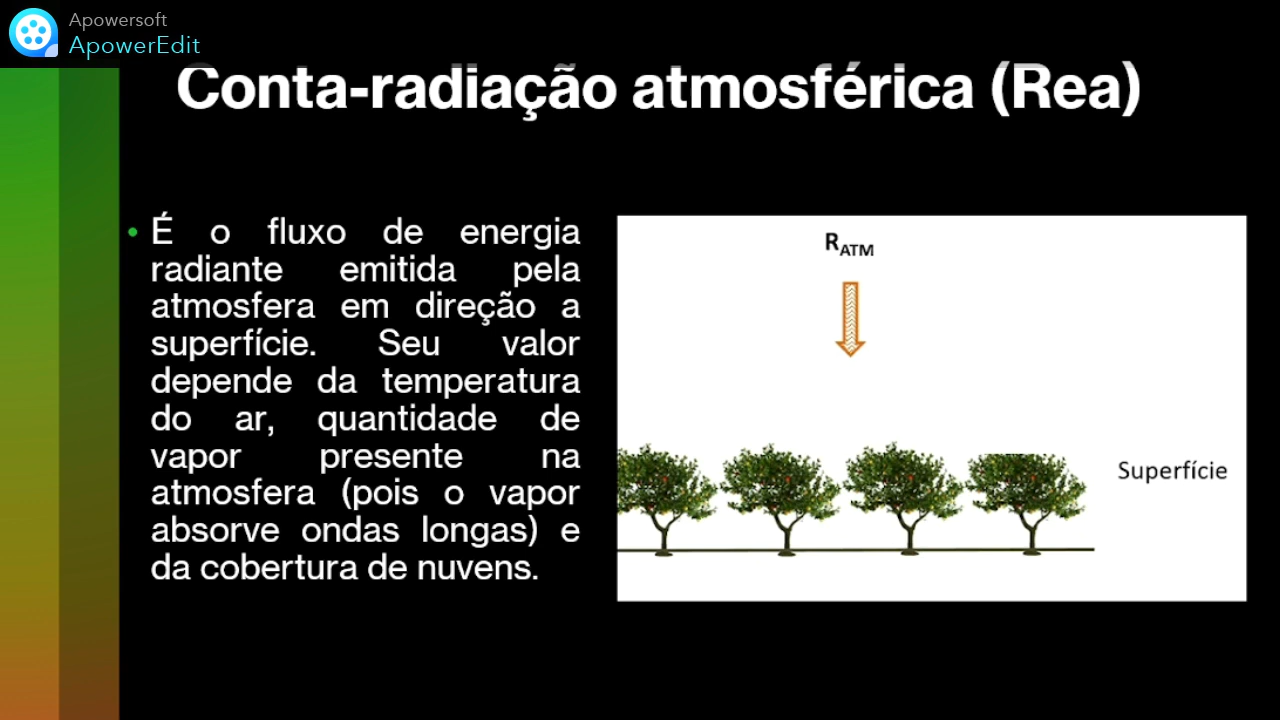 Apowersoft
ApowerEdit
Conta-radiação atmosférica (Rea)
• É o fluxo de energia
radiante emitida pela
atmosfera em direção a
superfície. Seu valor
depende da temperatura
do ar, quantidade de
vapor presente na
atmosfera (pois o vapor
absorve ondas longas) e
da cobertura de nuvens.
R_ATM
Superfície